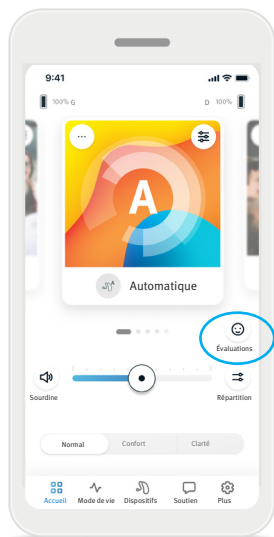 9:41
100% G
D 100%
A
Automatique
Évaluations
Sourdine
Répartition
Normal
Confort
Clarté
Accueil
Mode de vie
Dispositifs
Soutien
Plus